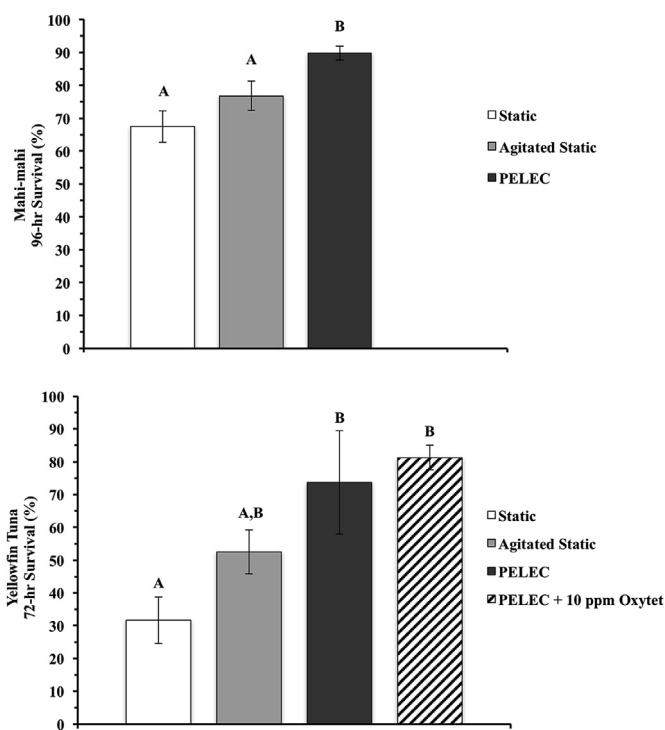 100
90
80
70
60
50
40
30
20
10
0
Mahi-mahi
96-hr Survival (%)
A
A
B
Static
Agitated Static
PELEC
100
90
80
70
60
50
40
30
20
10
0
Yellowfin Tuna
72-hr Survival (%)
A
A,B
B
B
Static
Agitated Static
PELEC
PELEC + 10 ppm Oxytet